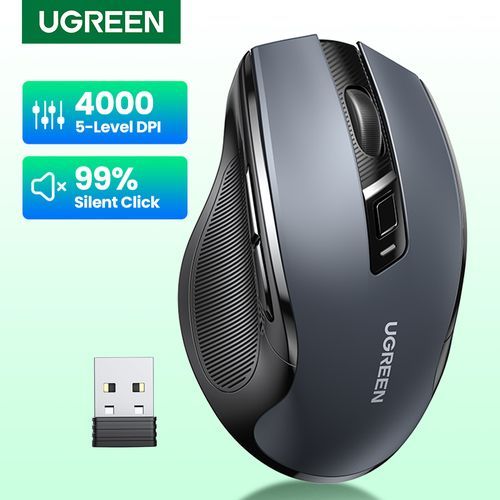 UGREEN
4000
5-Level DPI
99%
Silent Click
UGREEN